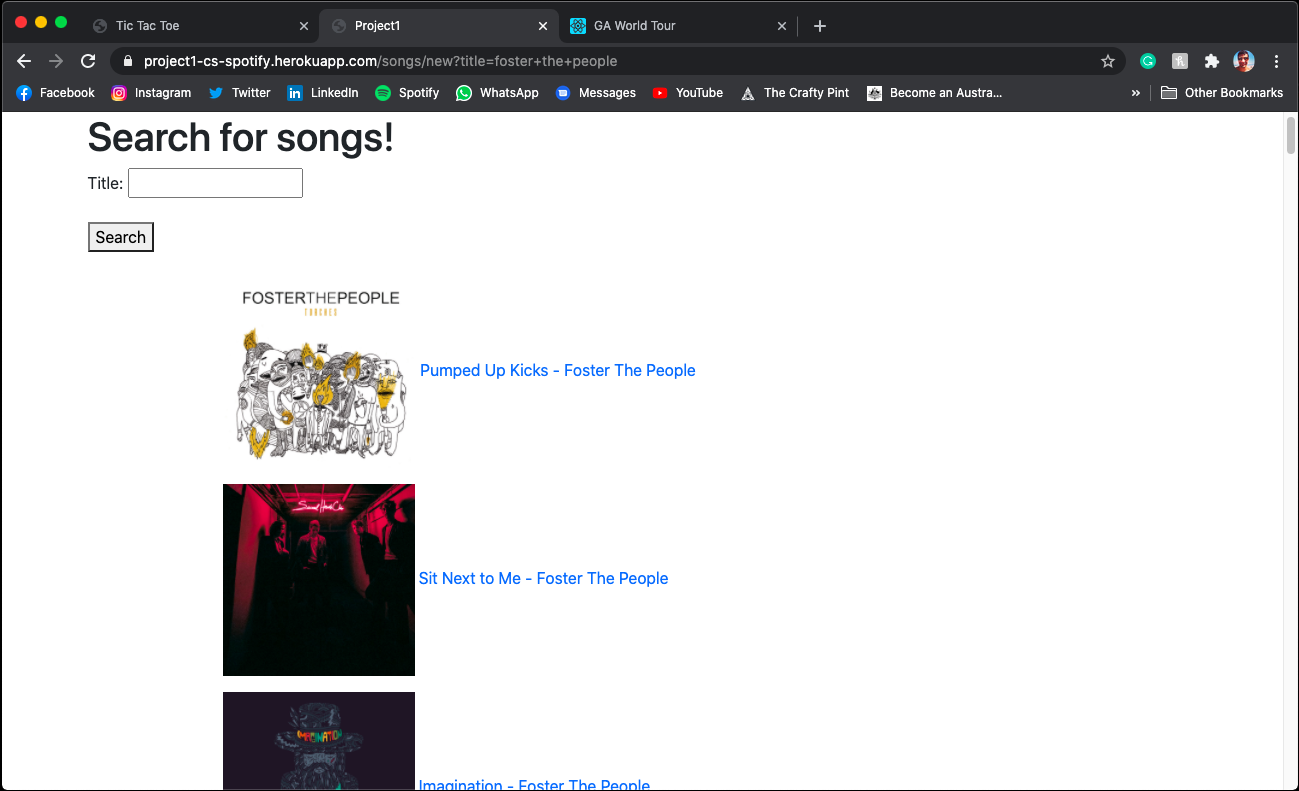 Tic Tac Toe
Project1
GA World Tour
project1-cs-spotify.herokuapp.com/songs/new?title=foster+the+people
Facebook
Instagram
Twitter
LinkedIn
Spotify
WhatsApp
Messages
YouTube
The Crafty Pint
Become an Austra...
Other Bookmarks
Search for songs!
Title:
Search
FOSTERTHEPEOPLE
TORCHES
Pumped Up Kicks - Foster The People
Sit Next to Me - Foster The People
IMAGINATION
Imagination - Foster The People